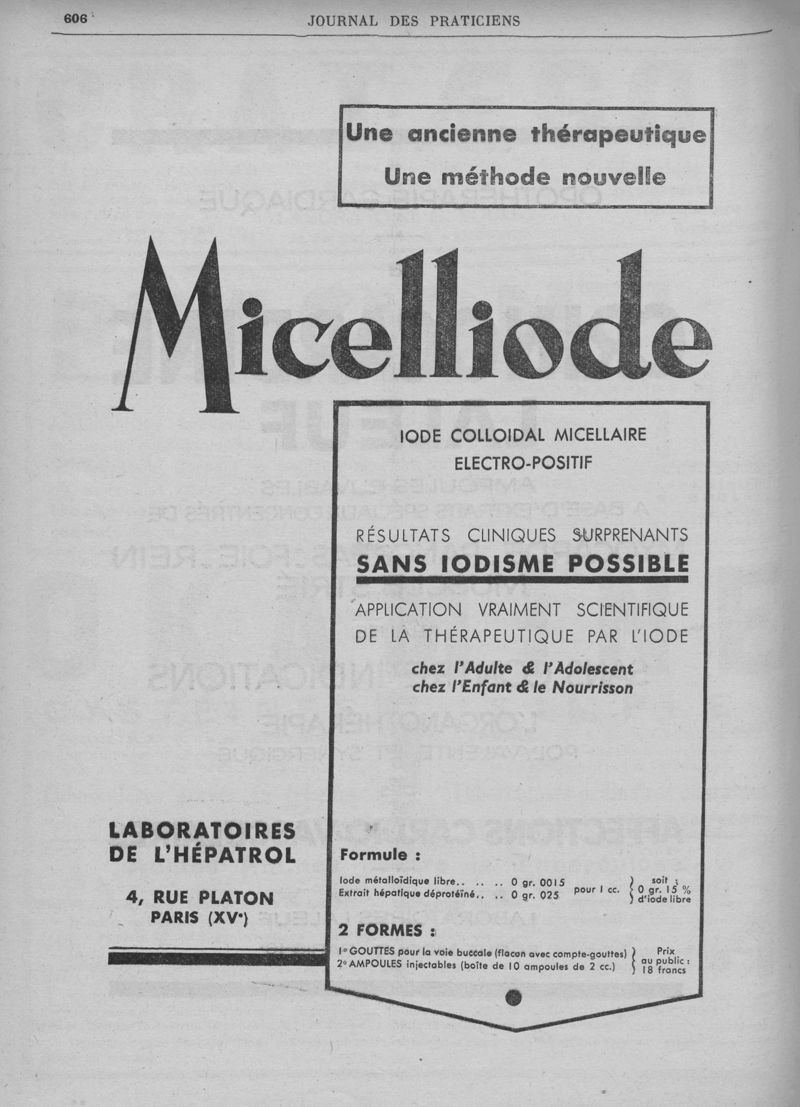 606
JOURNAL DES PRATICIENS
Une ancienne thérapeutique
Une méthode nouvelle
Micelliode
IODE COLLOIDAL MICELLAIRE
ELECTRO-POSITIF
RÉSULTATS CLINIQUES SURPRENANTS
SANS IODISME POSSIBLE
APPLICATION VRAIMENT SCIENTIFIQUE
DE LA THÉRAPEUTIQUE PAR L'IODE
chez l'Adulte & l'Adolescent
chez l'Enfant & le Nourrisson
LABORATOIRES
DE L'HÉPATROL
4, RUE PLATON
PARIS (XVe)
Formule :
Iode métalloïdique libre.. .. .. 0 gr. 0015
Extrait hépatique déprotéïné.. .. 0 gr. 025
pour 1 cc.
soit :
0 gr. 15 %
d'iode libre
2 FORMES :
1o GOUTTES pour la voie buccale (flacon avec compte-gouttes)
2o AMPOULES injectables (boîte de 10 ampoules de 2 cc.)
Prix
au public :
18 francs